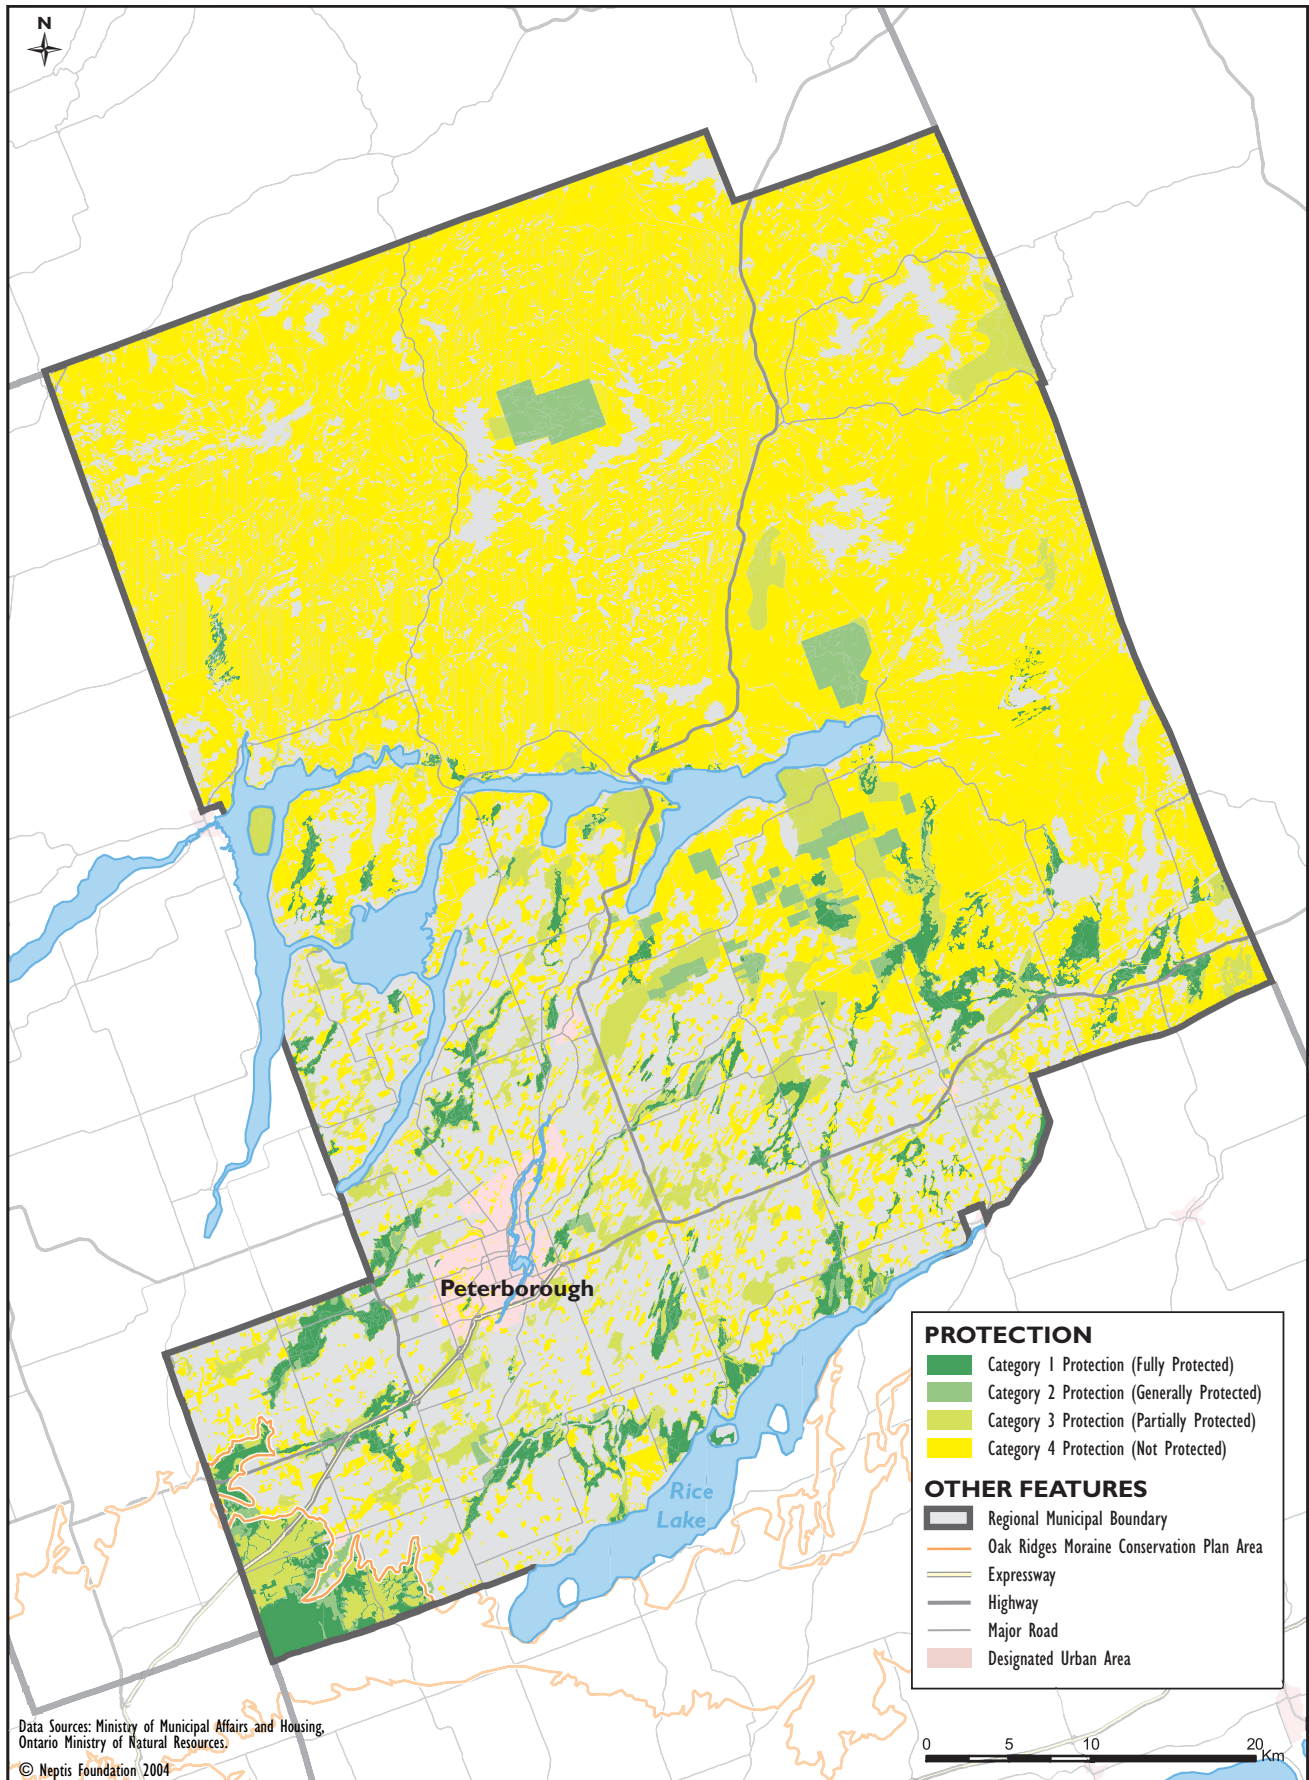 N
Peterborough
Rice
Lake
PROTECTION
Category 1 Protection (Fully Protected)
Category 2 Protection (Generally Protected)
Category 3 Protection (Partially Protected)
Category 4 Protection (Not Protected)
OTHER FEATURES
Regional Municipal Boundary
Oak Ridges Moraine Conservation Plan Area
Expressway
Highway
Major Road
Designated Urban Area
Data Sources: Ministry of Municipal Affairs and Housing,
Ontario Ministry of Natural Resources.
© Neptis Foundation 2004
0 5 10 20
Km